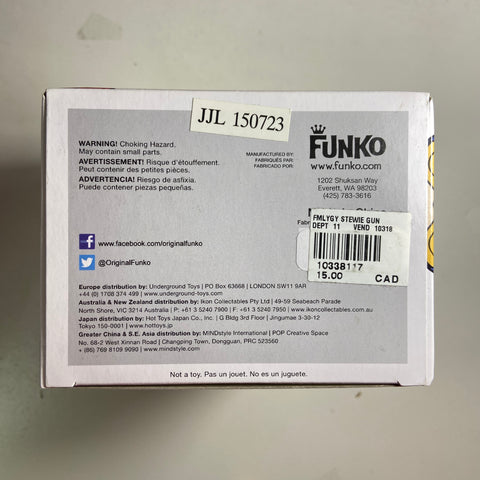 JJL 150723
WARNING! Choking Hazard.
May contain small parts.
AVERTISSEMENT! Risque d'étouffement.
Peut contenir des petites pièces.
ADVERTENCIA! Riesgo de asfixia.
Puede contener piezas pequeñas.
MANUFACTURED BY:
FABRIQUÉS PAR:
FABRICADO POR:
FUNKO
www.funko.com
1202 Shuksan Way
Everett, WA 98203
(425) 783-3616
FMLYGY STEWIE GUN
DEPT 11 VEND 10318
15.00 CAD
www.facebook.com/originalfunko
@OriginalFunko
Europe distribution by: Underground Toys | PO Box 63668 | LONDON SW11 9AR
+44 (0) 1708 374 499 | www.underground-toys.com
Australia & New Zealand distribution by: Ikon Collectables Pty Ltd | 49-59 Seabeach Parade
North Shore, VIC 3214 Australia | P: +61 3 5240 7900 | F: +61 3 5240 7950 | www.ikoncollectables.com.au
Japan distribution by: Hot Toys Japan Co., Inc. | G Bldg 3rd Floor | Jingumae 3-30-12
Tokyo 150-0001 | www.hottoys.jp
Greater China & S.E. Asia distribution by: MINDstyle International | POP Creative Space
No. 68-2 West Xinnan Road | Changping Town, Dongguan, PRC 523560
+ (86) 769 8109 9090 | www.mindstyle.com
Not a toy. Pas un jouet. No es un juguete.